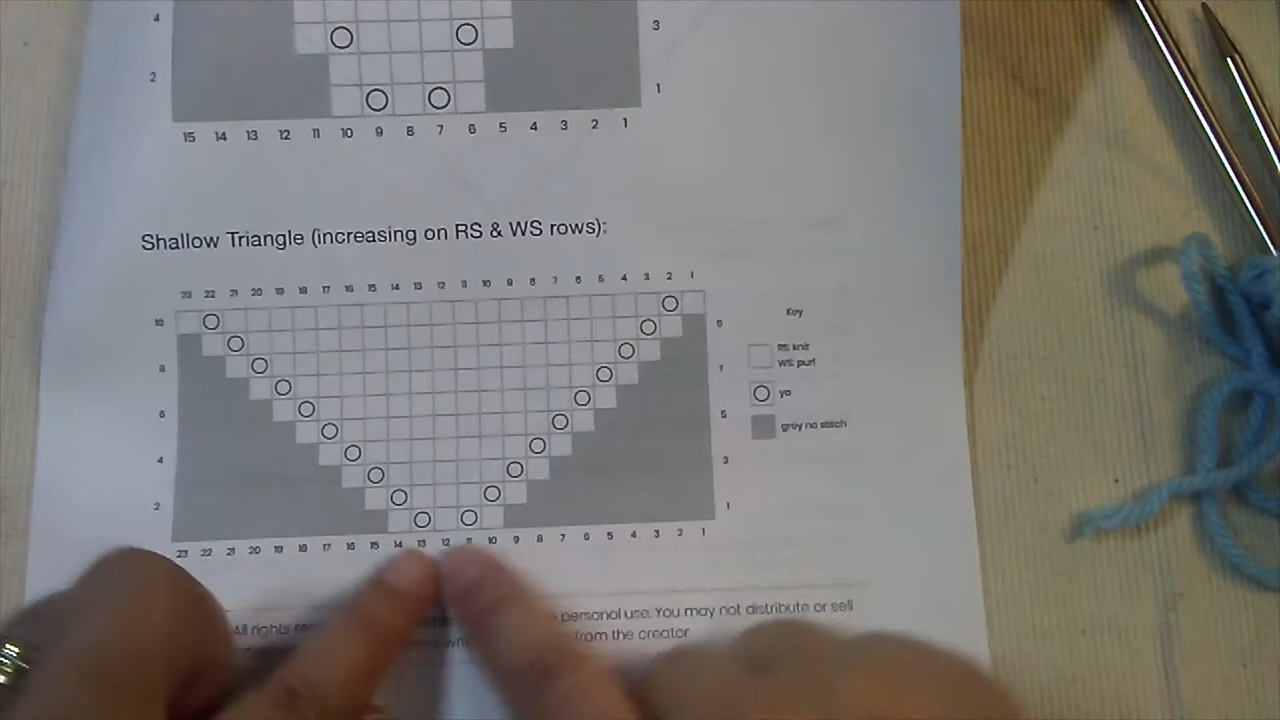 4
3
2
1
15 14 13 12 11 10 9 8 7 6 5 4 3 2 1
Shallow Triangle (increasing on RS & WS rows):
23 22 21 20 19 18 17 16 15 14 13 12 11 10 9 8 7 6 5 4 3 2 1
Key
10
9
RS: knit
WS: purl
8
7
yo
6
5
grey no stitch
4
3
2
1
23 22 21 20 19 18 17 16 15 14 13 12 11 10 9 8 7 6 5 4 3 2 1
All rights personal use. You may not distribute or sell
from the creator